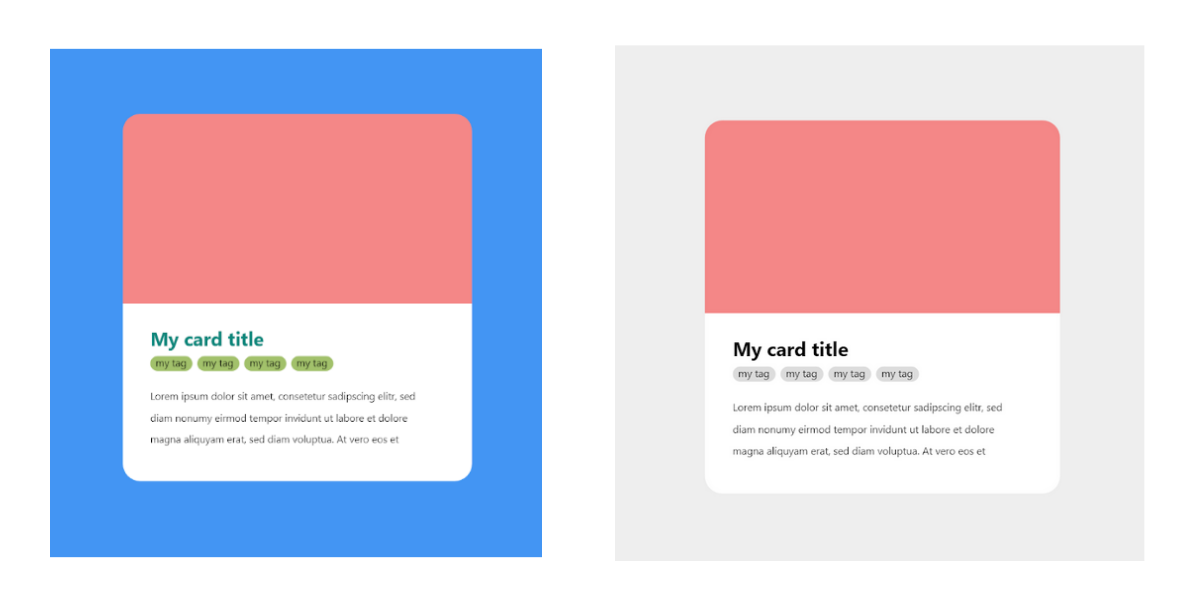 My card title
my tag my tag my tag my tag
Lorem ipsum dolor sit amet, consetetur sadipscing elitr, sed
diam nonumy eirmod tempor invidunt ut labore et dolore
magna aliquyam erat, sed diam voluptua. At vero eos et
My card title
my tag my tag my tag my tag
Lorem ipsum dolor sit amet, consetetur sadipscing elitr, sed
diam nonumy eirmod tempor invidunt ut labore et dolore
magna aliquyam erat, sed diam voluptua. At vero eos et